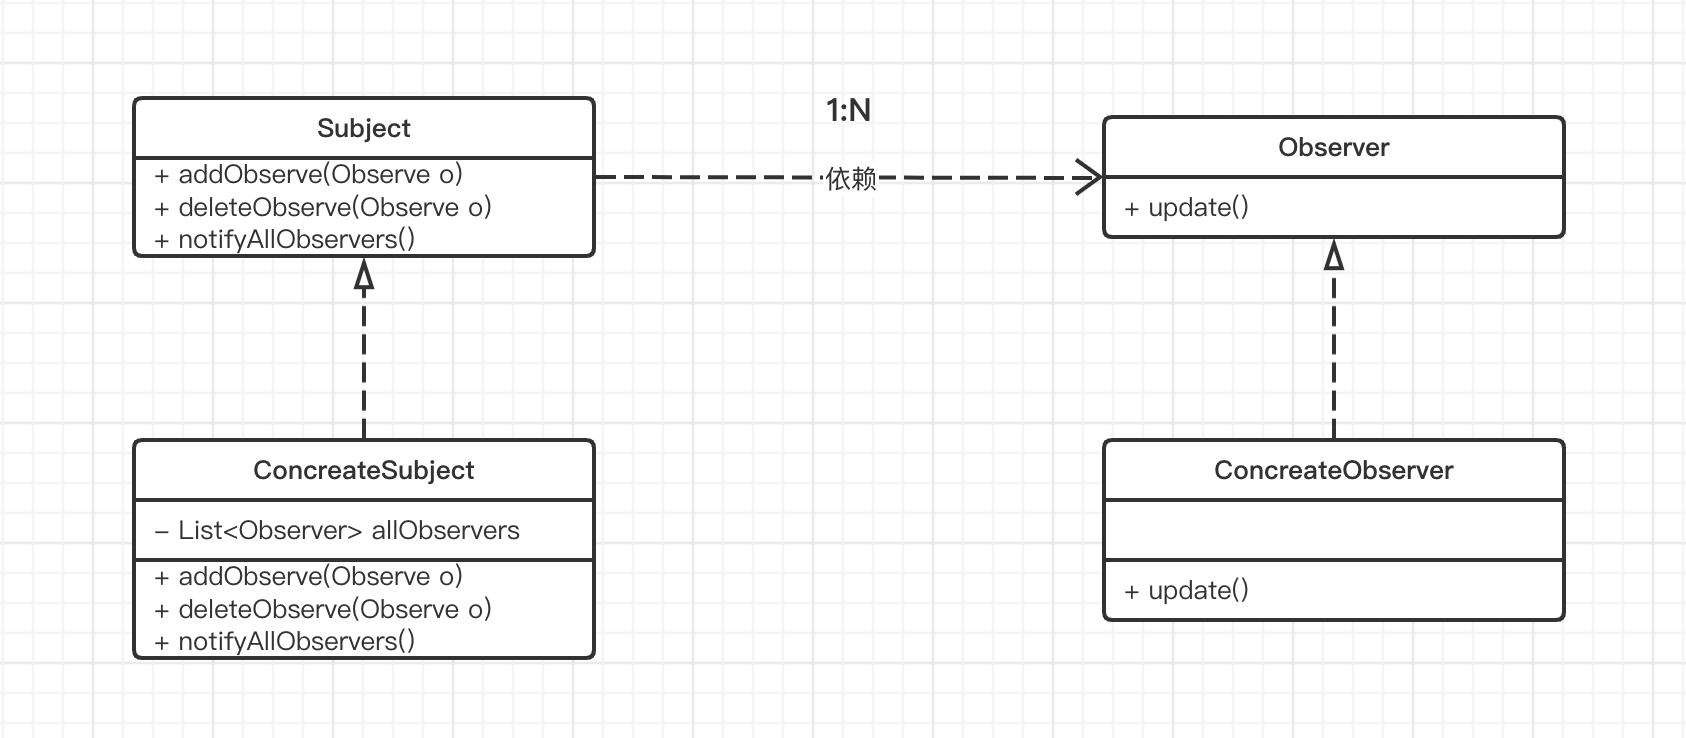 Subject
+ addObserve(Observe o)
+ deleteObserve(Observe o)
+ notifyAllObservers()
1:N
依赖
Observer
+ update()
ConcreateSubject
– List<Observer> allObservers
+ addObserve(Observe o)
+ deleteObserve(Observe o)
+ notifyAllObservers()
ConcreateObserver
+ update()